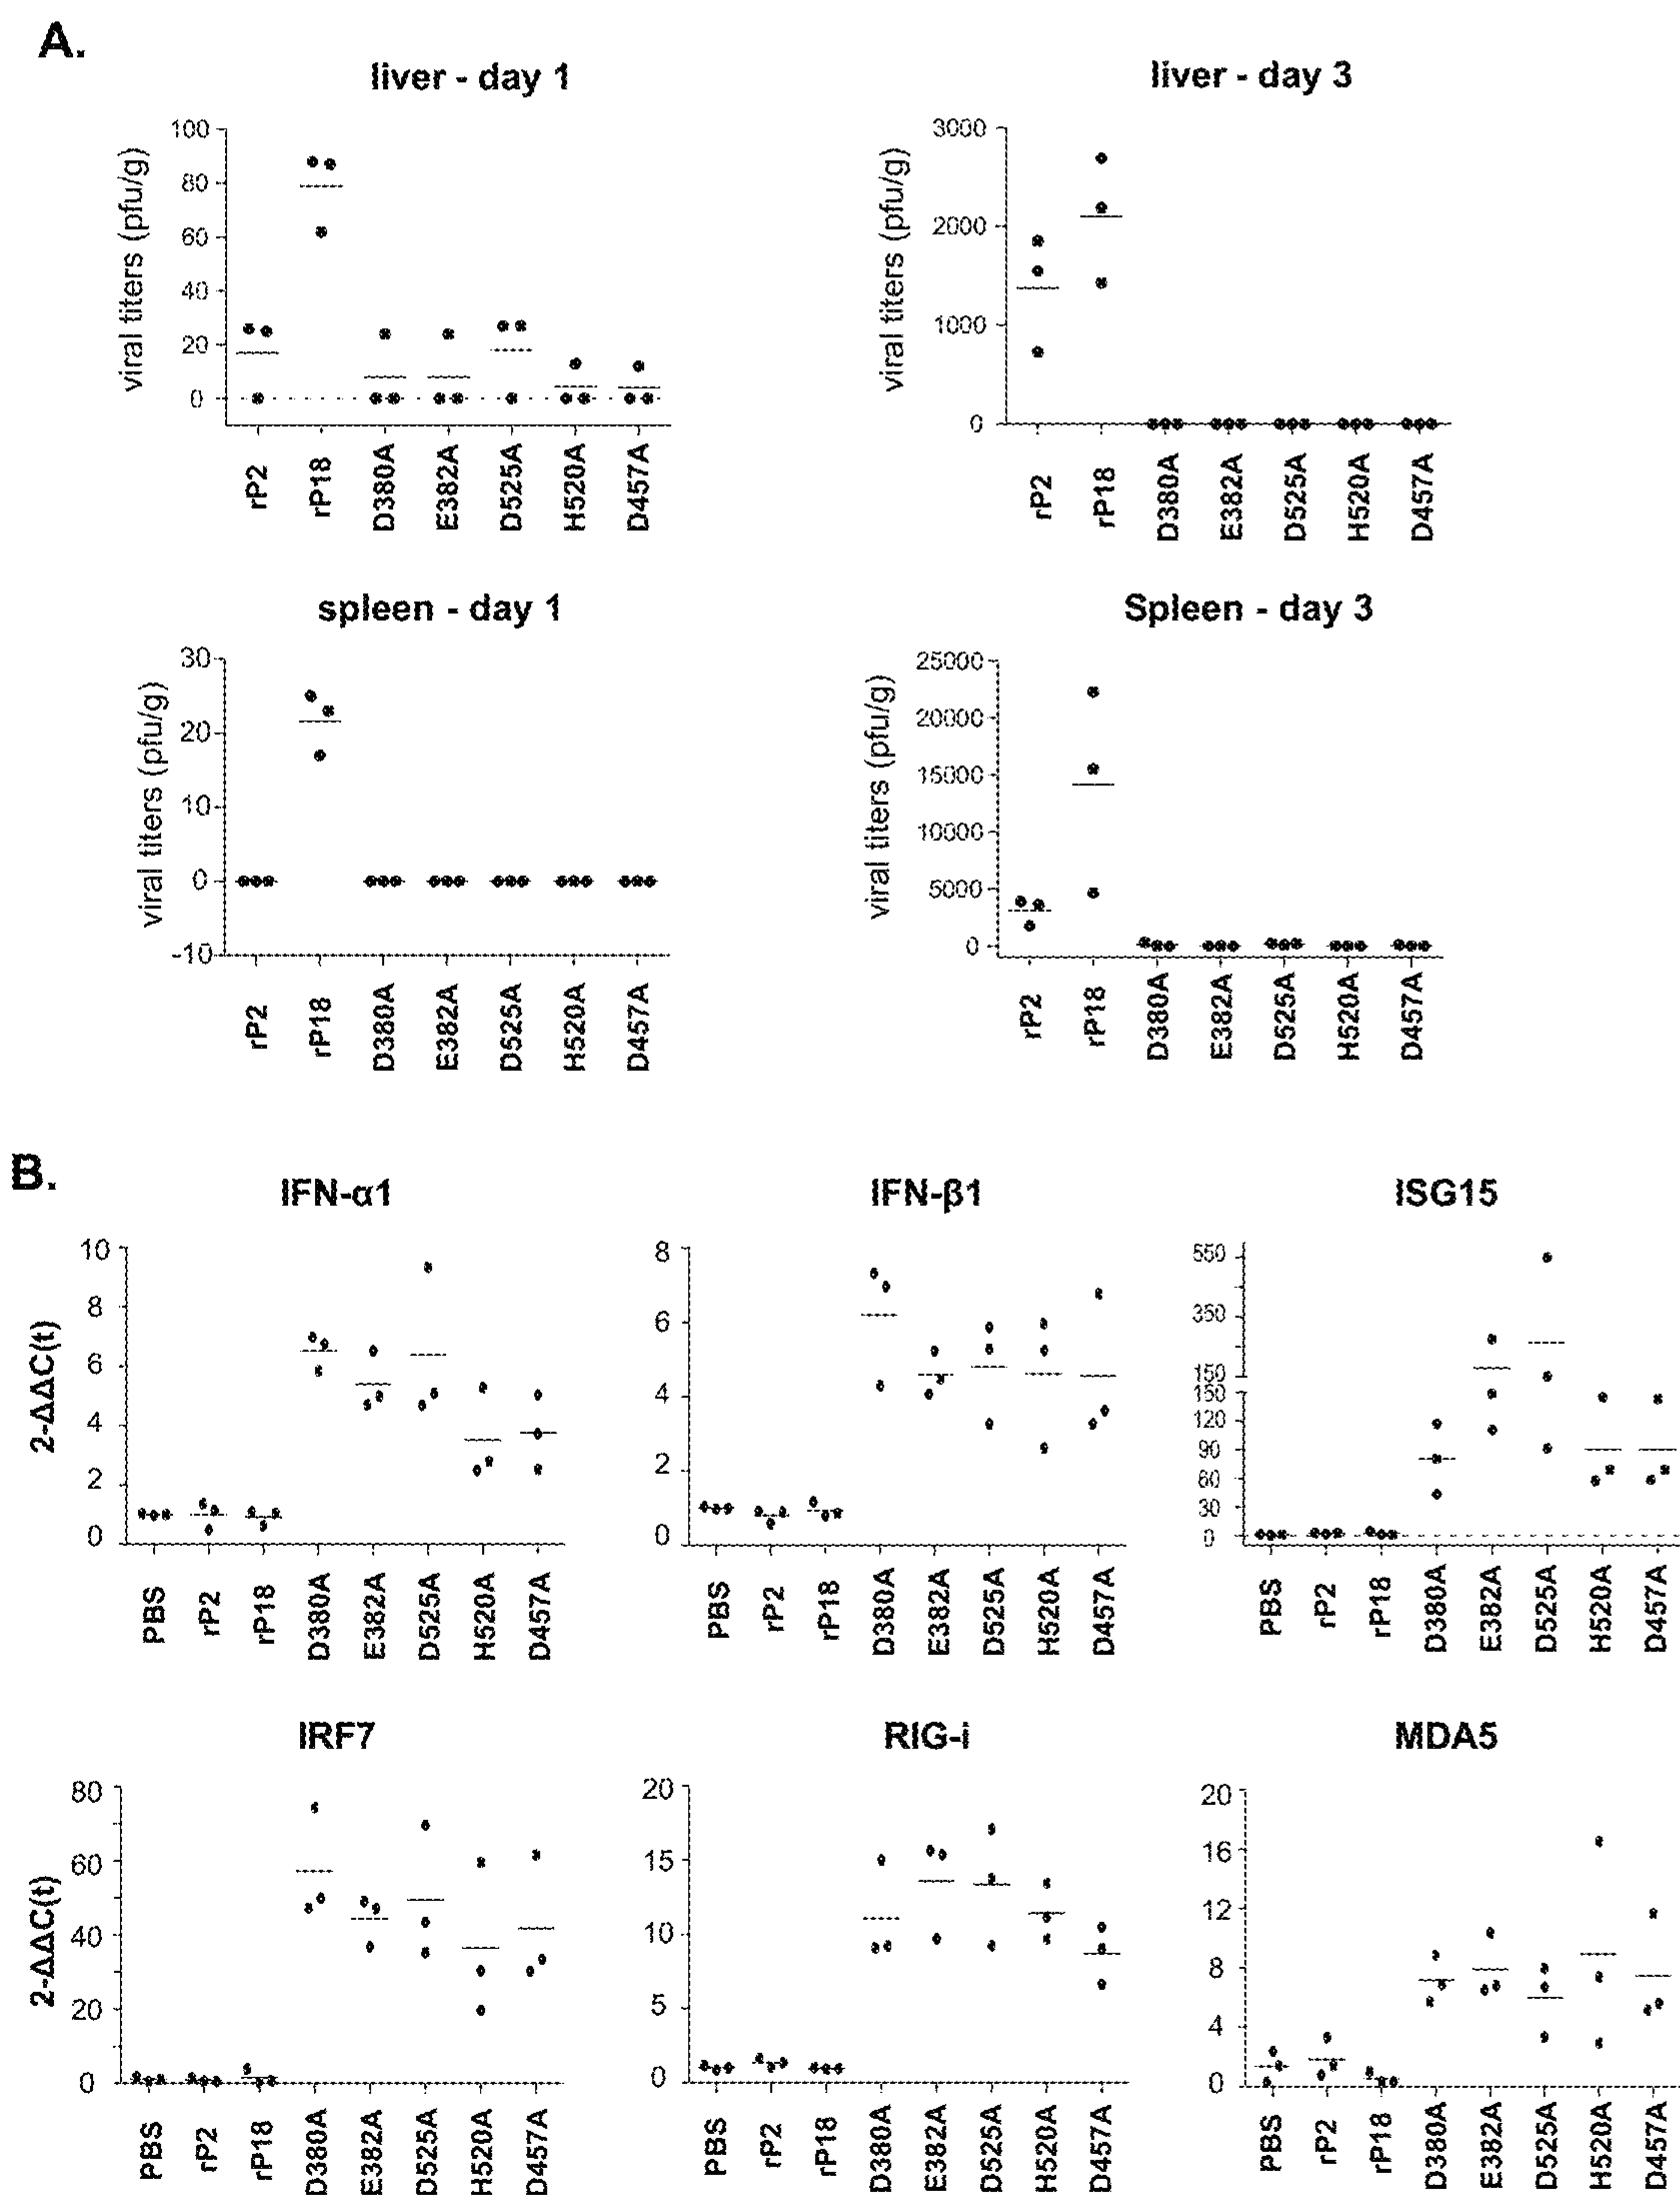 A.
liver - day 1
viral titers (pfu/g)
100
80
60
40
20
0
rP2
rP18
D380A
E382A
D525A
H520A
D457A
liver - day 3
viral titers (pfu/g)
3000
2000
1000
0
rP2
rP18
D380A
E382A
D525A
H520A
D457A
spleen - day 1
viral titers (pfu/g)
30
20
10
0
-10
rP2
rP18
D380A
E382A
D525A
H520A
D457A
Spleen - day 3
viral titers (pfu/g)
25000
20000
15000
10000
5000
0
rP2
rP18
D380A
E382A
D525A
H520A
D457A
B.
IFN-α1
2-ΔΔC(t)
10
8
6
4
2
0
PBS
rP2
rP18
D380A
E382A
D525A
H520A
D457A
IFN-β1
8
6
4
2
0
PBS
rP2
rP18
D380A
E382A
D525A
H520A
D457A
ISG15
550
350
150
150
120
90
60
30
0
PBS
rP2
rP18
D380A
E382A
D525A
H520A
D457A
IRF7
2-ΔΔC(t)
80
60
40
20
0
PBS
rP2
rP18
D380A
E382A
D525A
H520A
D457A
RIG-i
20
15
10
5
0
PBS
rP2
rP18
D380A
E382A
D525A
H520A
D457A
MDA5
20
16
12
8
4
0
PBS
rP2
rP18
D380A
E382A
D525A
H520A
D457A